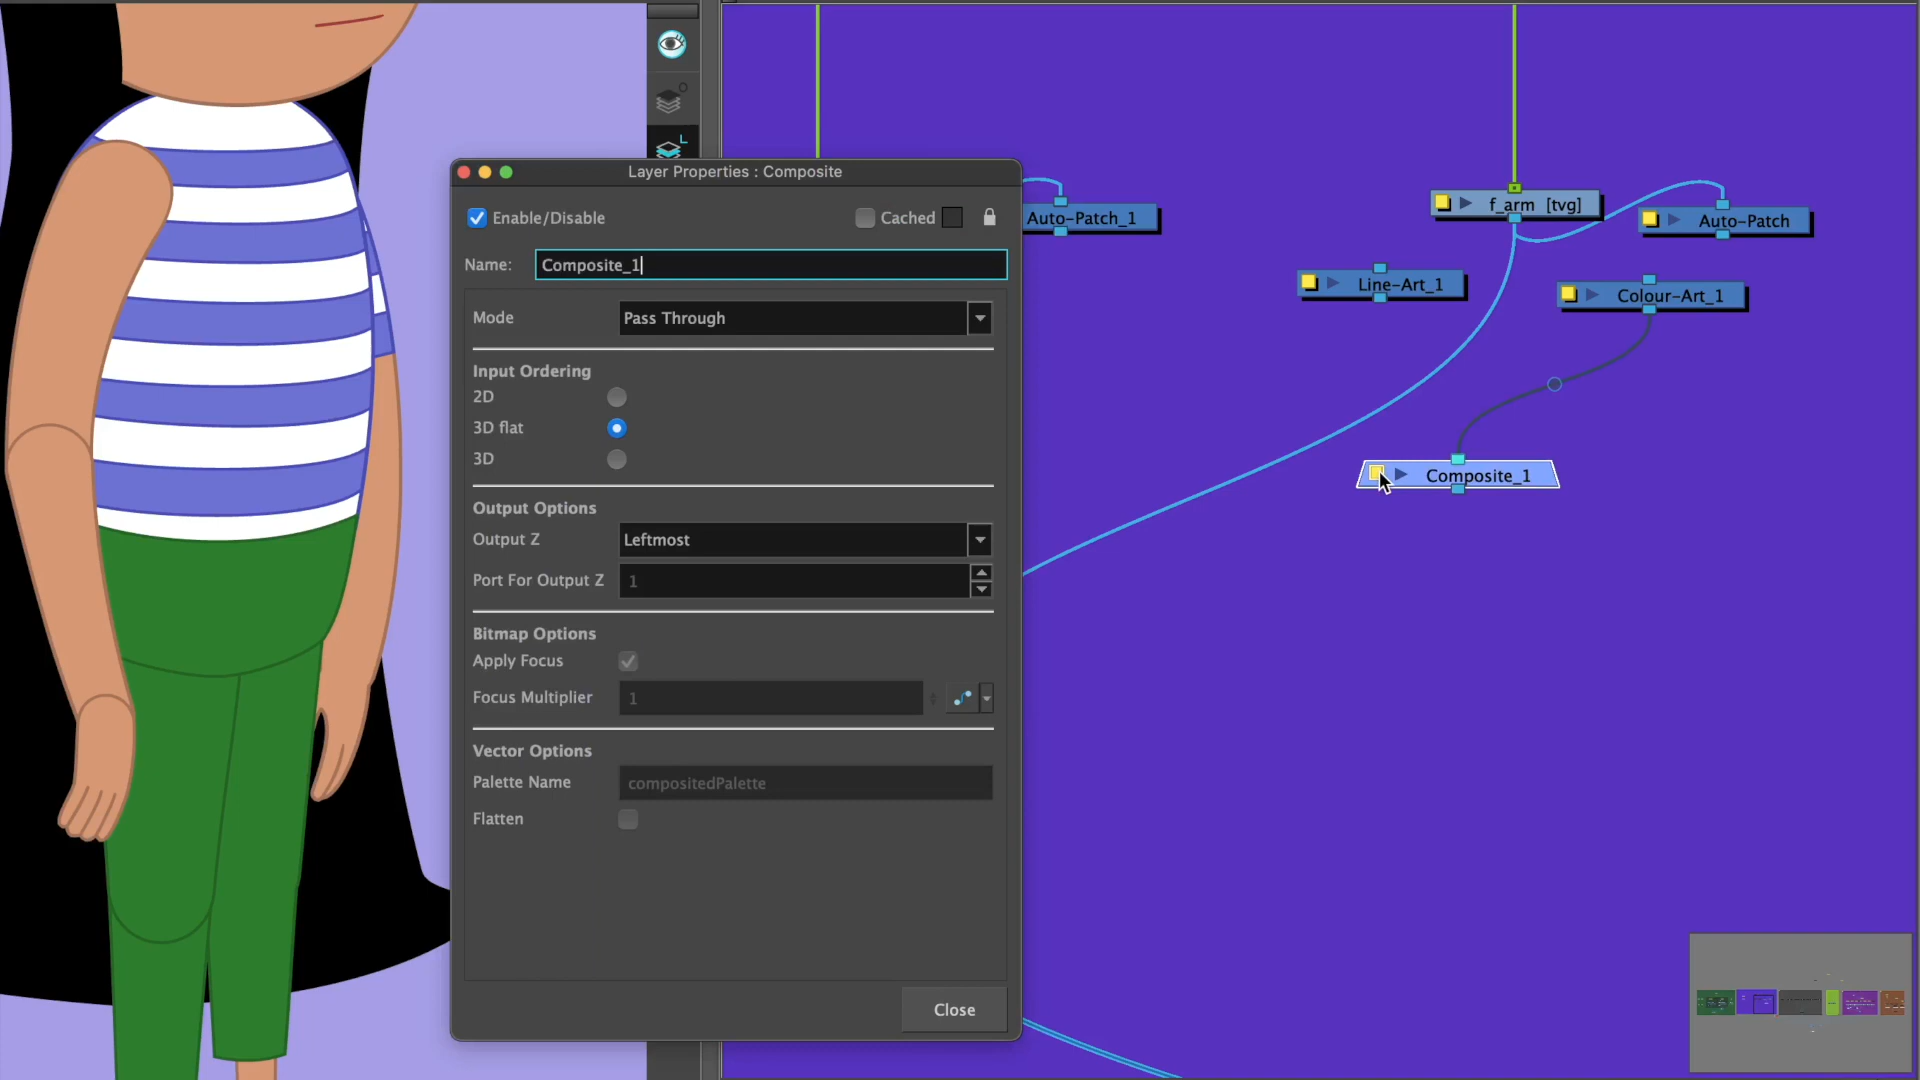 Layer Properties : Composite
Enable/Disable
Cached
Name:
Composite_1
Mode
Pass Through
Input Ordering
2D
3D flat
3D
Output Options
Output Z
Leftmost
Port For Output Z
1
Bitmap Options
Apply Focus
Focus Multiplier
1
Vector Options
Palette Name
compositedPalette
Flatten
Close
O
L
Auto-Patch_1
f_arm [tvg]
Auto-Patch
Line-Art_1
Colour-Art_1
Composite_1